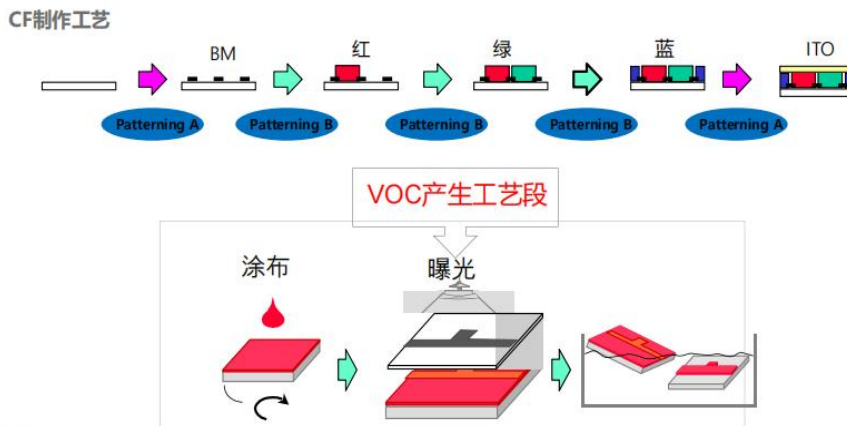 CF制作工艺
BM
红
绿
蓝
ITO
Patterning A
Patterning B
Patterning B
Patterning B
Patterning A
VOC产生工艺段
涂布
曝光